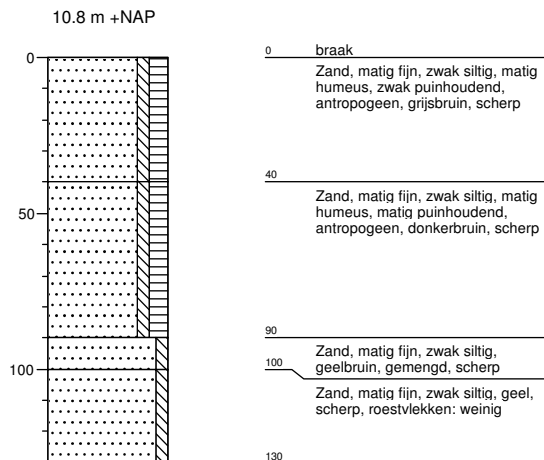 10.8 m +NAP
0
50
100
0 braak
Zand, matig fijn, zwak siltig, matig
humeus, zwak puinhoudend,
antropogeen, grijsbruin, scherp
40
Zand, matig fijn, zwak siltig, matig
humeus, matig puinhoudend,
antropogeen, donkerbruin, scherp
90
Zand, matig fijn, zwak siltig,
geelbruin, gemengd, scherp
100
Zand, matig fijn, zwak siltig, geel,
scherp, roestvlekken: weinig
130